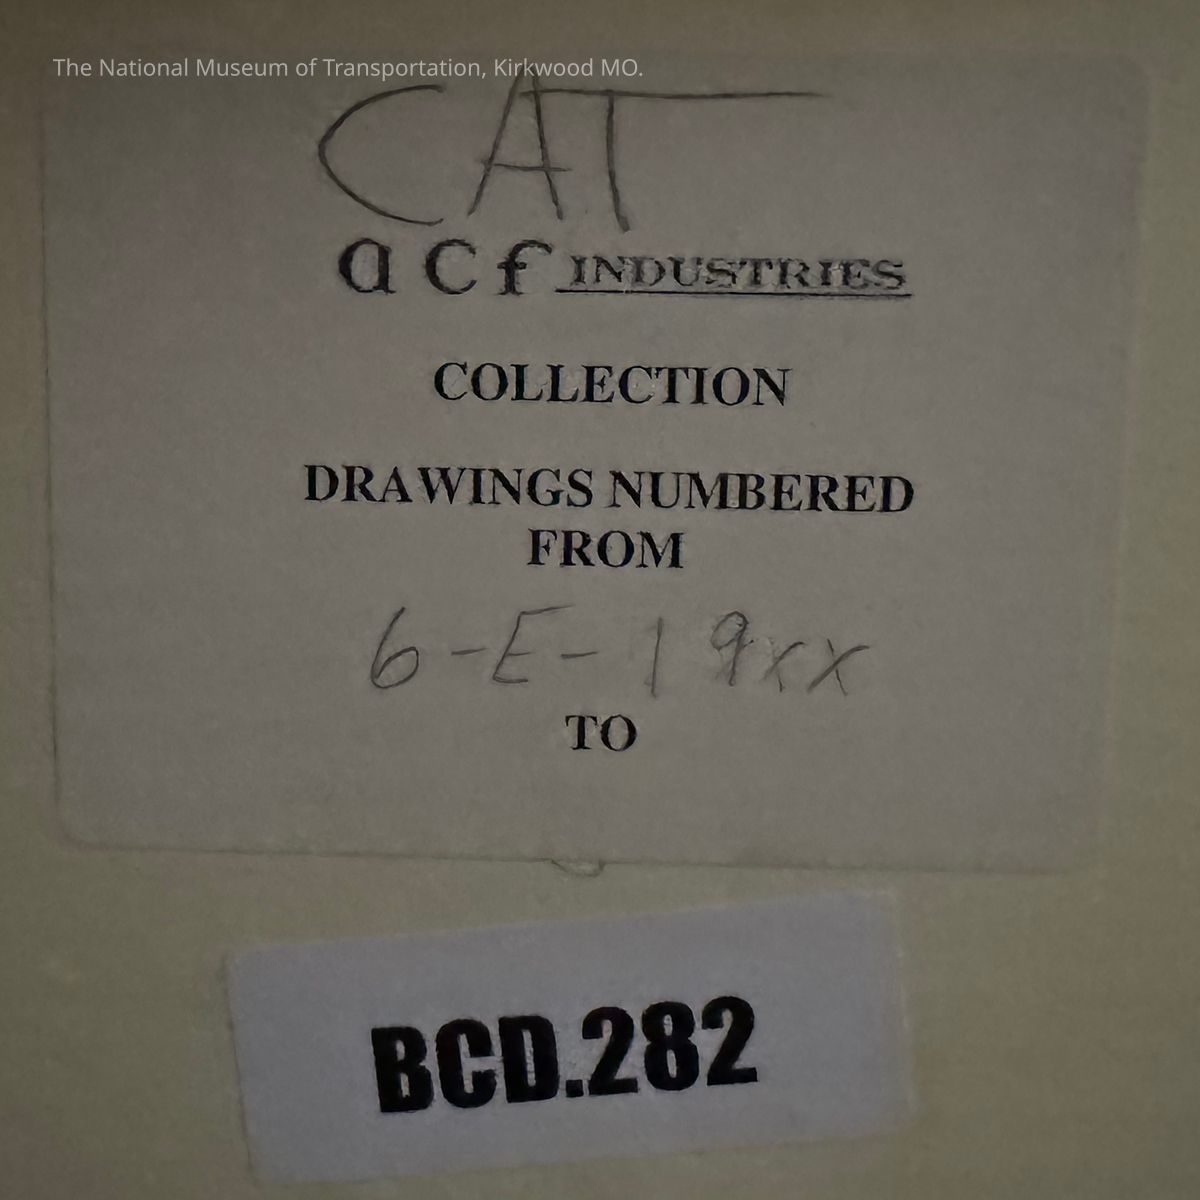 The National Museum of Transportation, Kirkwood MO.
CAT
acf INDUSTRIES
COLLECTION
DRAWINGS NUMBERED
FROM
6-E-19xx
TO
BCD.282